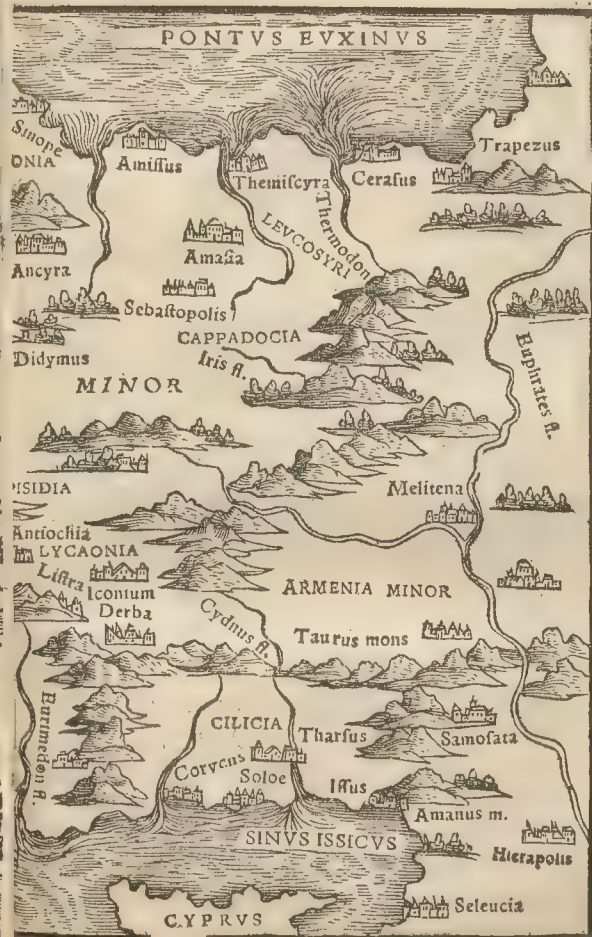 PONTVS EVXINVS
Sinope
ONIA
Amiſſus
Themiſcyra
Ceraſus
Trapezus
Thermodon
LEVCOSYRI
Amaſia
Ancyra
Sebaſtopolis
CAPPADOCIA
Iris fl.
Didymus
MINOR
Euphrates fl.
ISIDIA
Melitena
Antiochia
LYCAONIA
Liſtra
Iconium
Derba
ARMENIA MINOR
Cydnus fl.
Taurus mons
Eurimedon fl.
CILICIA
Tharſus
Samoſata
Corycus
Soloe
Iſſus
Amanus m.
SINVS ISSICVS
Hierapolis
Seleucia
CYPRVS